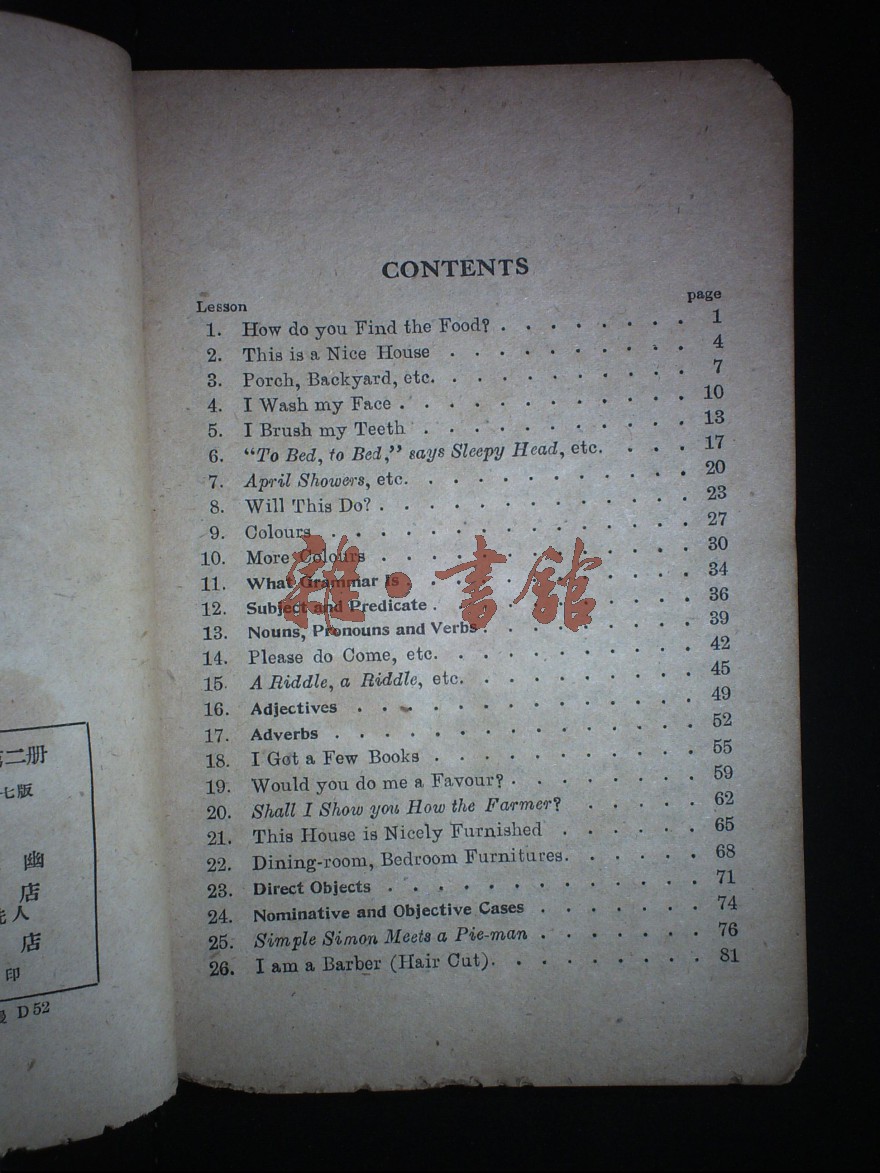 第二册
七版
幽
店
人
店
印
D 52
CONTENTS
Lesson page
1. How do you Find the Food? . . . . . . . . 1
2. This is a Nice House . . . . . . . . . . 4
3. Porch, Backyard, etc. . . . . . . . . . . 7
4. I Wash my Face . . . . . . . . . . . . 10
5. I Brush my Teeth . . . . . . . . . . . 13
6. "To Bed, to Bed," says Sleepy Head, etc. . . . 17
7. April Showers, etc. . . . . . . . . . . . 20
8. Will This Do? . . . . . . . . . . . . . 23
9. Colours . . . . . . . . . . . . . . . 27
10. More Colours . . . . . . . . . . . . . 30
11. What Grammar Is . . . . . . . . . . . . 34
12. Subject and Predicate . . . . . . . . . . 36
13. Nouns, Pronouns and Verbs . . . . . . . . . 39
14. Please do Come, etc. . . . . . . . . . . 42
15. A Riddle, a Riddle, etc. . . . . . . . . . 45
16. Adjectives . . . . . . . . . . . . . . 49
17. Adverbs . . . . . . . . . . . . . . . 52
18. I Got a Few Books . . . . . . . . . . . 55
19. Would you do me a Favour? . . . . . . . . 59
20. Shall I Show you How the Farmer? . . . . . 62
21. This House is Nicely Furnished . . . . . . 65
22. Dining-room, Bedroom Furnitures. . . . . . 68
23. Direct Objects . . . . . . . . . . . . . 71
24. Nominative and Objective Cases . . . . . . . 74
25. Simple Simon Meets a Pie-man . . . . . . . 76
26. I am a Barber (Hair Cut). . . . . . . . . 81
雜·書館